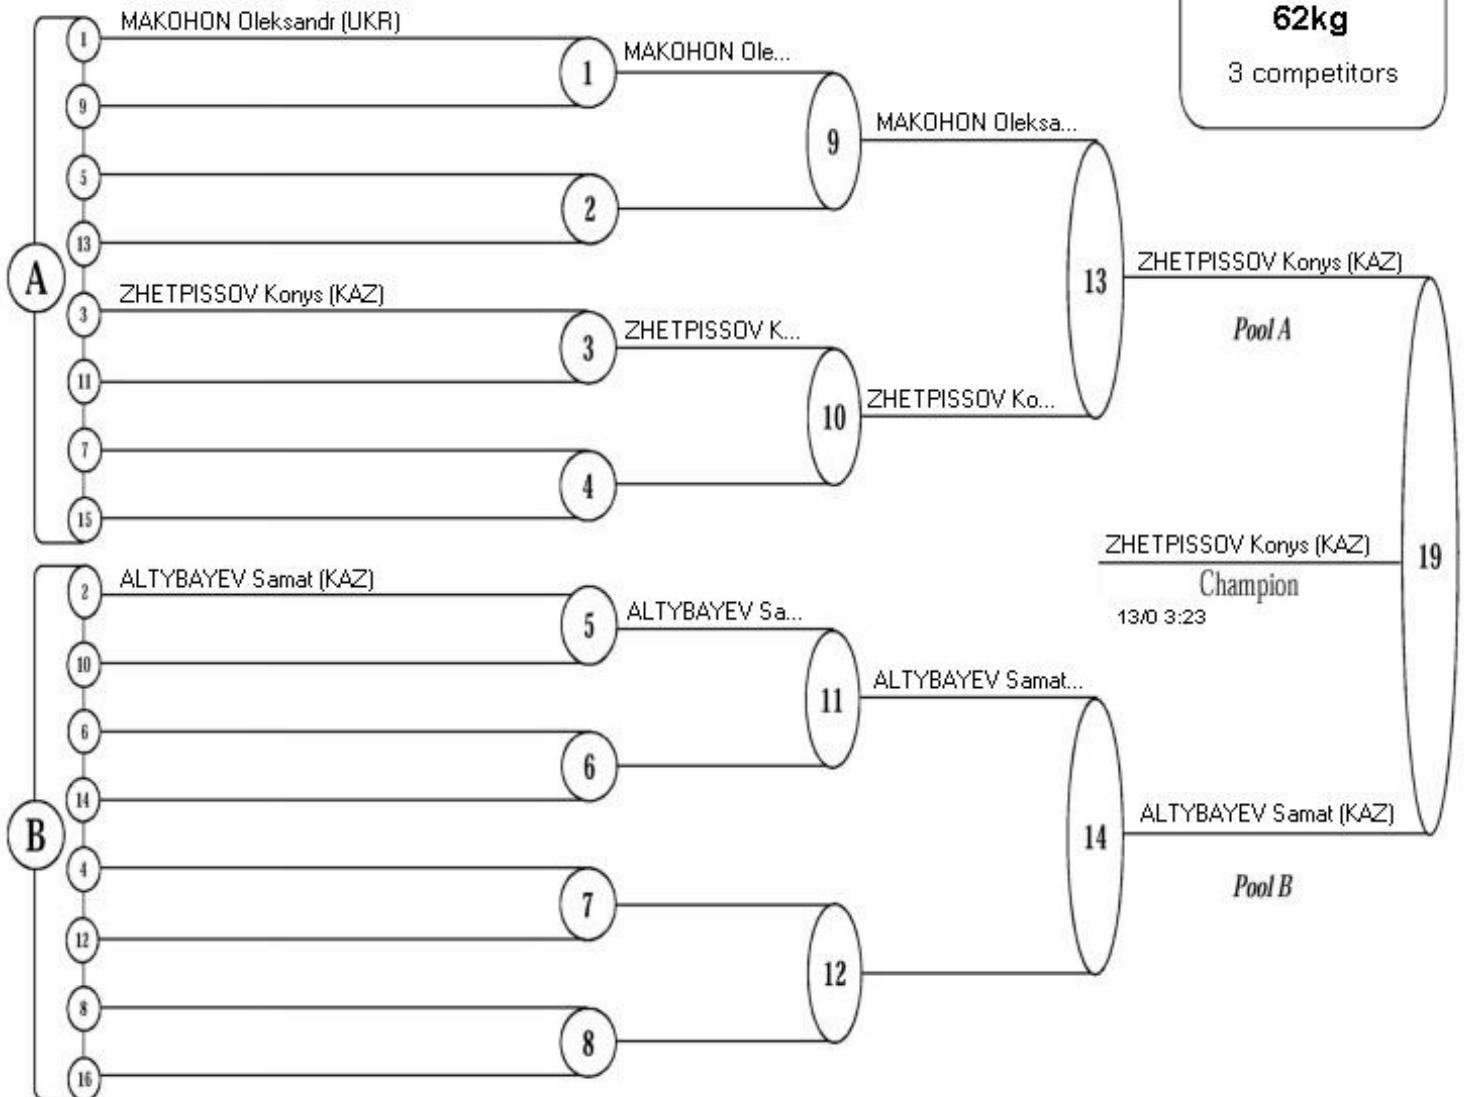 62kg
3 competitors
A
1
MAKOHON Oleksandr (UKR)
9
5
13
3
ZHETPISSOV Konys (KAZ)
11
7
15
1
2
3
4
MAKOHON Ole...
ZHETPISSOV K...
9
10
MAKOHON Oleksa...
ZHETPISSOV Ko...
13
ZHETPISSOV Konys (KAZ)
Pool A
B
2
ALTYBAYEV Samat (KAZ)
10
6
14
4
12
8
16
5
6
7
8
ALTYBAYEV Sa...
11
12
ALTYBAYEV Samat...
14
ALTYBAYEV Samat (KAZ)
Pool B
19
ZHETPISSOV Konys (KAZ)
Champion
13/0 3:23